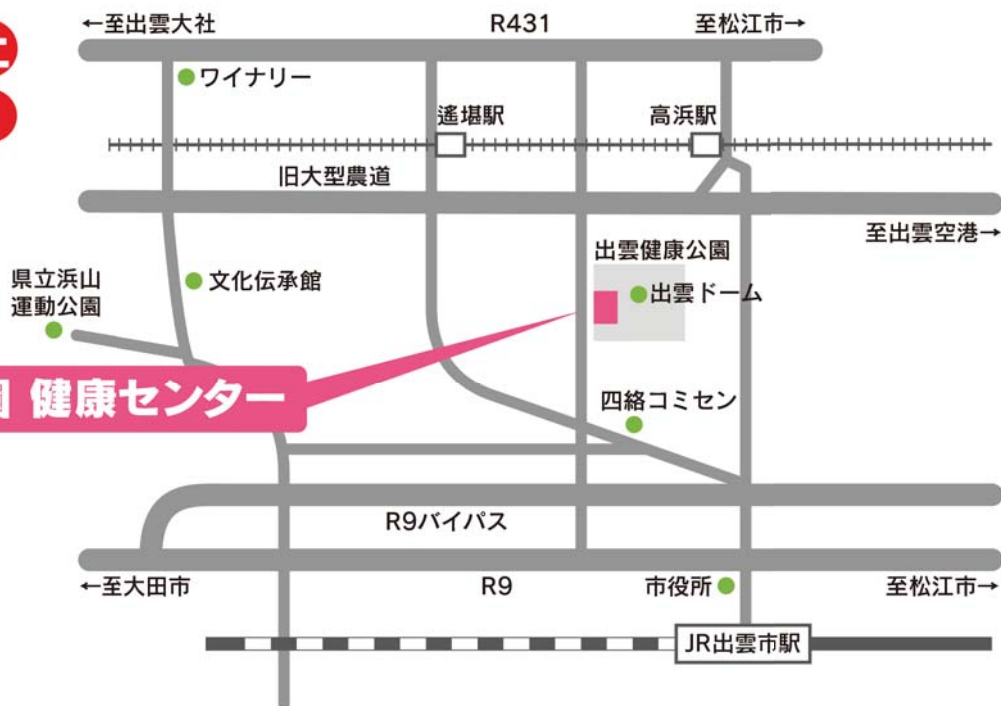 ←至出雲大社
R431
至松江市→
ワイナリー
遙堪駅
高浜駅
旧大型農道
至出雲空港→
出雲健康公園
県立浜山
運動公園
文化伝承館
出雲ドーム
健康センター
四絡コミセン
R9バイパス
←至大田市
R9
市役所
至松江市→
JR出雲市駅